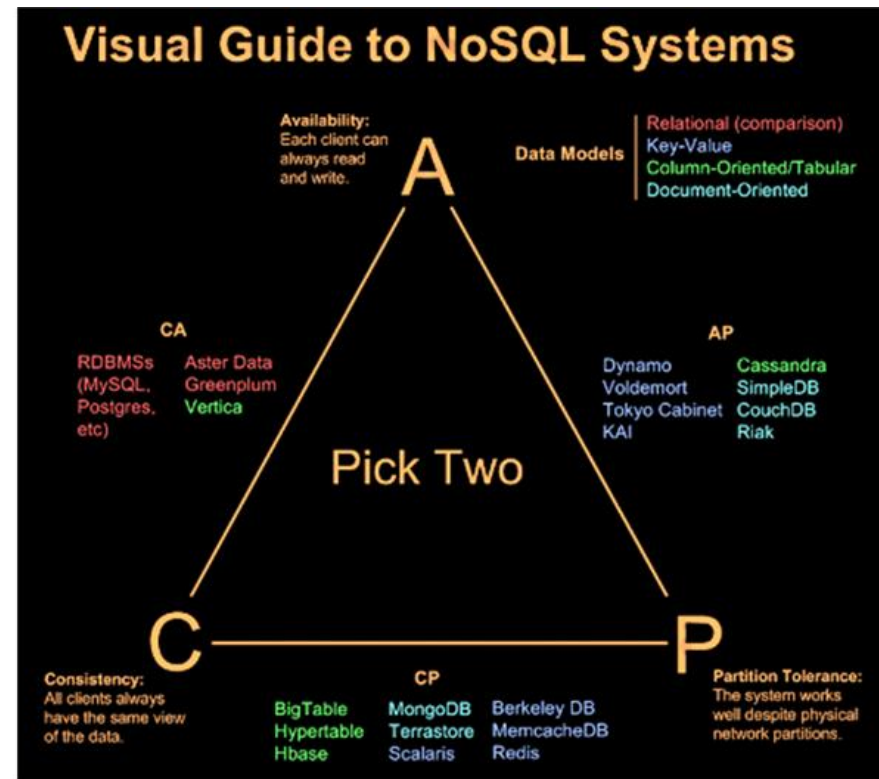 Visual Guide to NoSQL Systems
Availability:
Each client can
always read
and write.
A
Data Models
Relational (comparison)
Key-Value
Column-Oriented/Tabular
Document-Oriented
CA
RDBMSs
(MySQL,
Postgres,
etc)
Aster Data
Greenplum
Vertica
AP
Dynamo
Voldemort
Tokyo Cabinet
KAI
Cassandra
SimpleDB
CouchDB
Riak
Pick Two
C
P
Consistency:
All clients always
have the same view
of the data.
CP
BigTable
Hypertable
Hbase
MongoDB
Terrastore
Scalaris
Berkeley DB
MemcacheDB
Redis
Partition Tolerance:
The system works
well despite physical
network partitions.